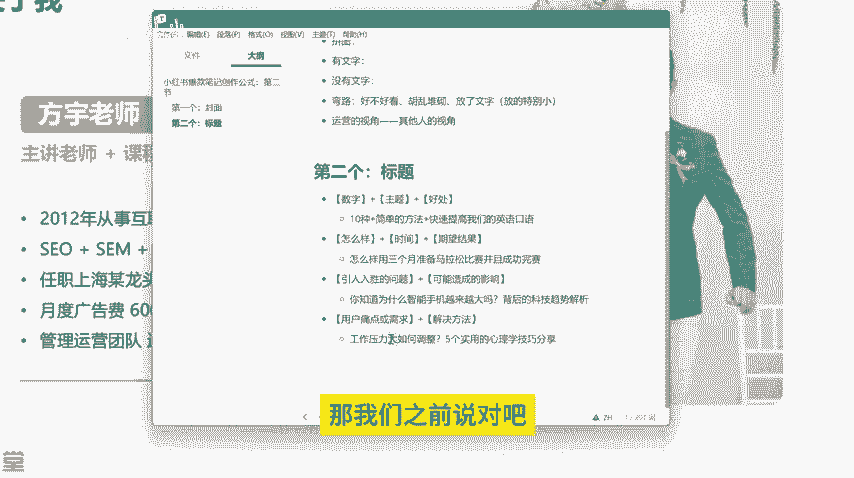 文件(F) 编辑(E) 段落(P) 格式(O) 视图(V) 主题(T) 帮助(H)
文件 大纲
小红书爆款笔记创作公式：第二
节
第一个：封面
第二个：标题
有文字：
没有文字：
弯路：好不好看、胡乱堆砌、放了文字（放的特别小）
运营的视角——其他人的视角
第二个：标题
【数字】+【主题】+【好处】
10种+简单的方法+快速提高我们的英语口语
【怎么样】+【时间】+【期望结果】
怎么样用三个月准备马拉松比赛并且成功完赛
【引人入胜的问题】+【可能造成的影响】
你知道为什么智能手机越来越大吗？背后的科技趋势解析
【用户痛点或需求】+【解决方法】
工作压力大如何调整？5个实用的心理学技巧分享
方宇老师
主讲老师 + 课程
2012年从事互联
SEO + SEM +
任职上海某龙头
月度广告费 600
管理运营团队
那我们之前说对吧
堂